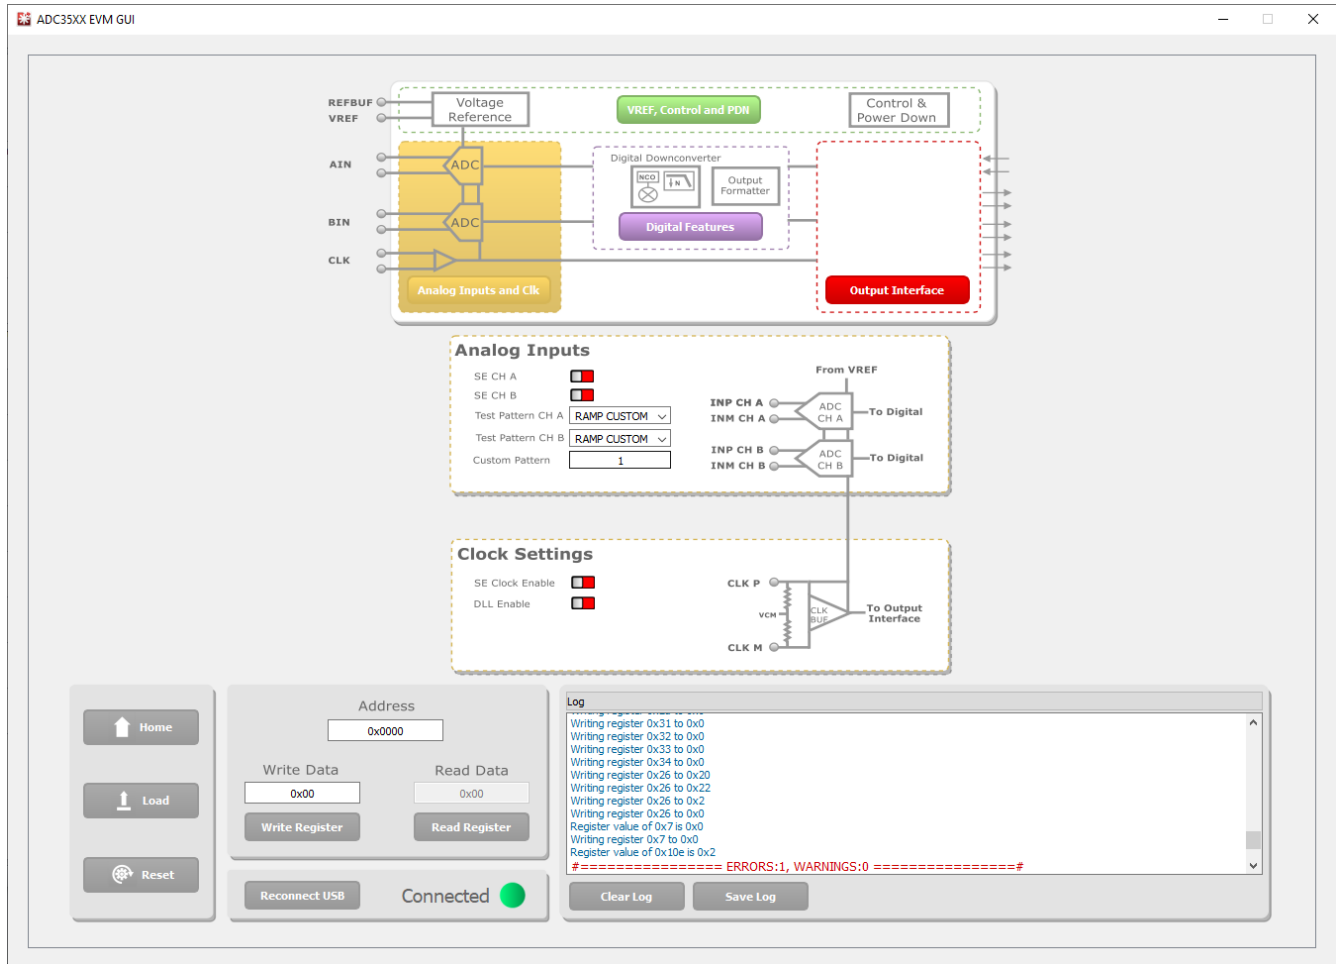 ADC35XX EVM GUI
REFBUF
VREF
Voltage
Reference
VREF, Control and PDN
Control &
Power Down
AIN
ADC
Digital Downconverter
NCO
N
Output
Formatter
BIN
ADC
Digital Features
CLK
Analog Inputs and Clk
Output Interface
Analog Inputs
SE CH A
SE CH B
Test Pattern CH A RAMP CUSTOM
Test Pattern CH B RAMP CUSTOM
Custom Pattern 1
From VREF
INP CH A
INM CH A
ADC
CH A
To Digital
INP CH B
INM CH B
ADC
CH B
To Digital
Clock Settings
SE Clock Enable
DLL Enable
CLK P
VCM
CLK
BUF
To Output
Interface
CLK M
Home
Load
Reset
Address
0x0000
Write Data
Read Data
0x00
0x00
Write Register
Read Register
Reconnect USB
Connected
Log
Writing register 0x31 to 0x0
Writing register 0x32 to 0x0
Writing register 0x33 to 0x0
Writing register 0x34 to 0x0
Writing register 0x26 to 0x20
Writing register 0x26 to 0x22
Writing register 0x26 to 0x2
Writing register 0x26 to 0x0
Register value of 0x7 is 0x0
Writing register 0x7 to 0x0
Register value of 0x10e is 0x2
#================ ERRORS:1, WARNINGS:0 ================#
Clear Log
Save Log